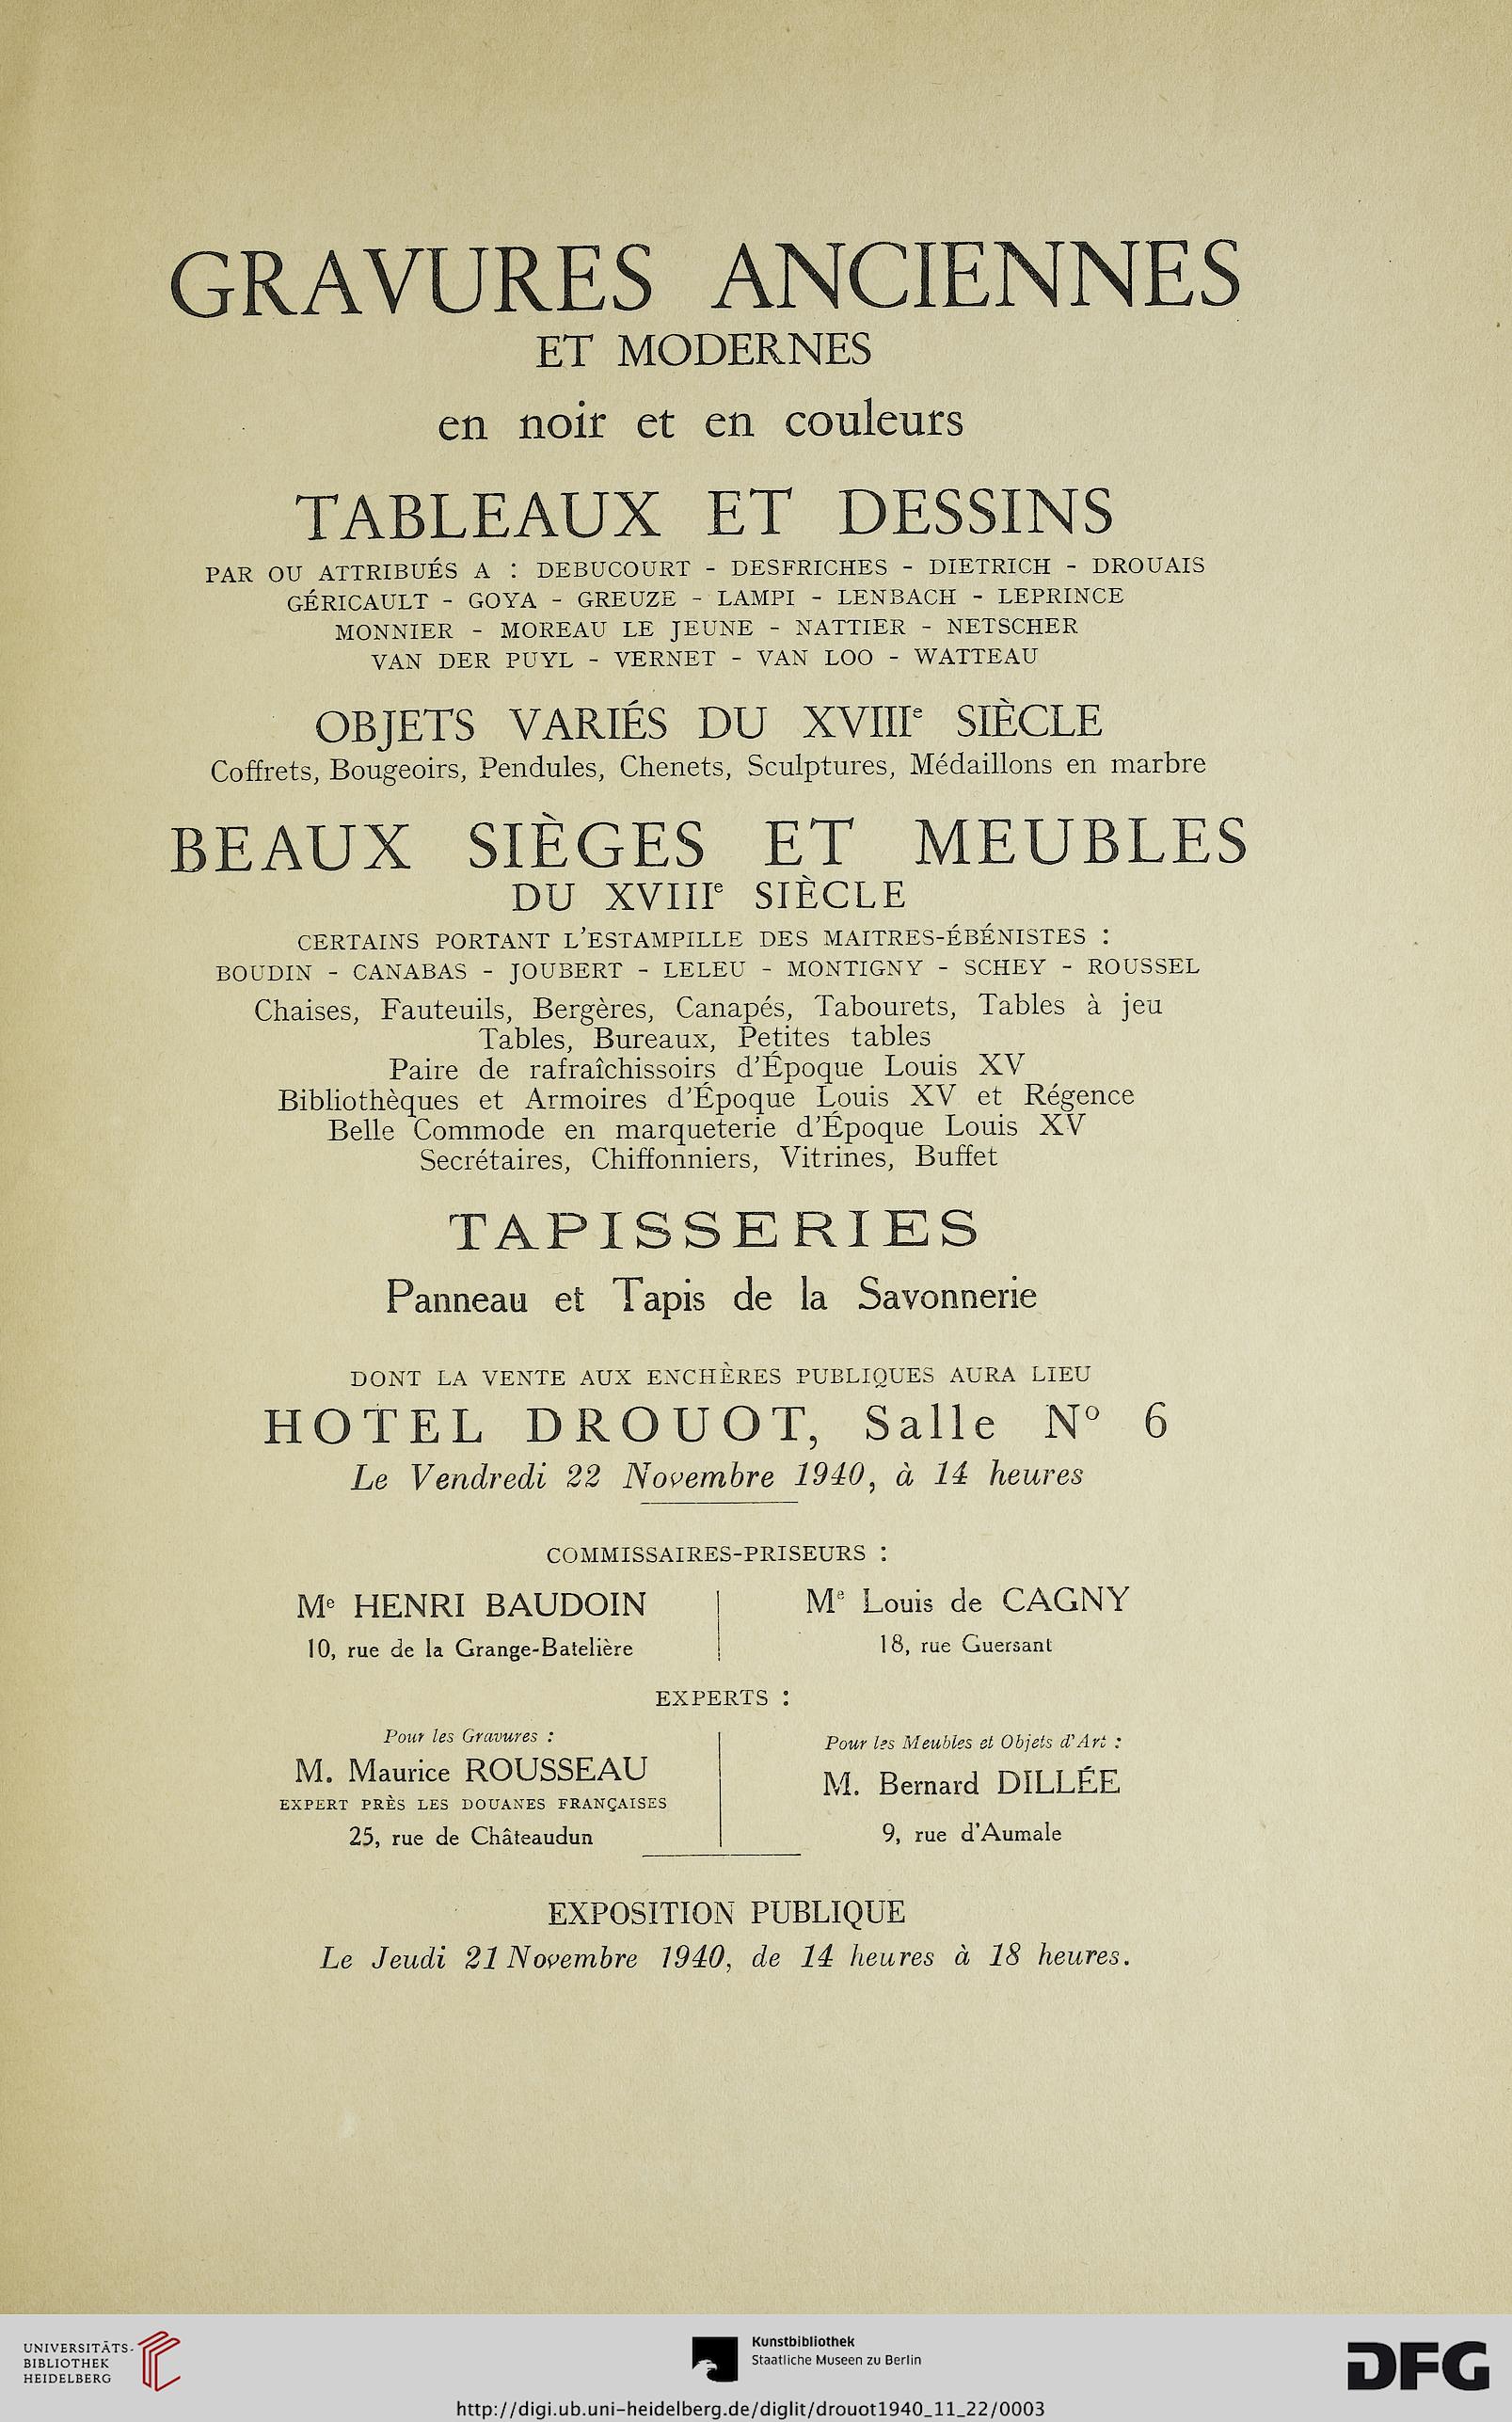 GRAVURES ANCIENNES
ET MODERNES
en noir et en couleurs
TABLEAUX ET DESSINS
PAR OU ATTRIBUÉS A : DEBUCOURT - DESFRICHES - DIETRICH - DROUAIS
GÉRICAULT - GOYA - GREUZE - LAMPI - LENBACH - LEPRINCE
MONNIER - MOREAU LE JEUNE - NATTIER - NETSCHER
VAN DER PUYL - VERNET - VAN LOO - WATTEAU
OBJETS VARIÉS DU XVIIIe SIÈCLE
Coffrets, Bougeoirs, Pendules, Chenets, Sculptures, Médaillons en marbre
BEAUX SIÈGES ET MEUBLES
DU XVIIIe SIÈCLE
CERTAINS PORTANT L'ESTAMPILLE DES MAITRES-ÉBÉNISTES :
BOUDIN - CANABAS - JOUBERT - LELEU - MONTIGNY - SCHEY - ROUSSEL
Chaises, Fauteuils, Bergères, Canapés, Tabourets, Tables à jeu
Tables, Bureaux, Petites tables
Paire de rafraîchissoirs d'Époque Louis XV
Bibliothèques et Armoires d'Époque Louis XV et Régence
Belle Commode en marqueterie d'Époque Louis XV
Secrétaires, Chiffonniers, Vitrines, Buffet
TAPISSERIES
Panneau et Tapis de la Savonnerie
DONT LA VENTE AUX ENCHÈRES PUBLIQUES AURA LIEU
HOTEL DROUOT, Salle No 6
Le Vendredi 22 Novembre 1940, à 14 heures
COMMISSAIRES-PRISEURS :
Me HENRI BAUDOIN
10, rue de la Grange-Batelière
Me Louis de CAGNY
18, rue Guersant
EXPERTS :
Pour les Gravures :
M. Maurice ROUSSEAU
EXPERT PRÈS LES DOUANES FRANÇAISES
25, rue de Châteaudun
Pour les Meubles et Objets d'Art :
M. Bernard DILLÉE
9, rue d'Aumale
EXPOSITION PUBLIQUE
Le Jeudi 21 Novembre 1940, de 14 heures à 18 heures.
UNIVERSITÄTS-
BIBLIOTHEK
HEIDELBERG
Kunstbibliothek
Staatliche Museen zu Berlin
DFG
http://digi.ub.uni-heidelberg.de/diglit/drouot1940_11_22/0003